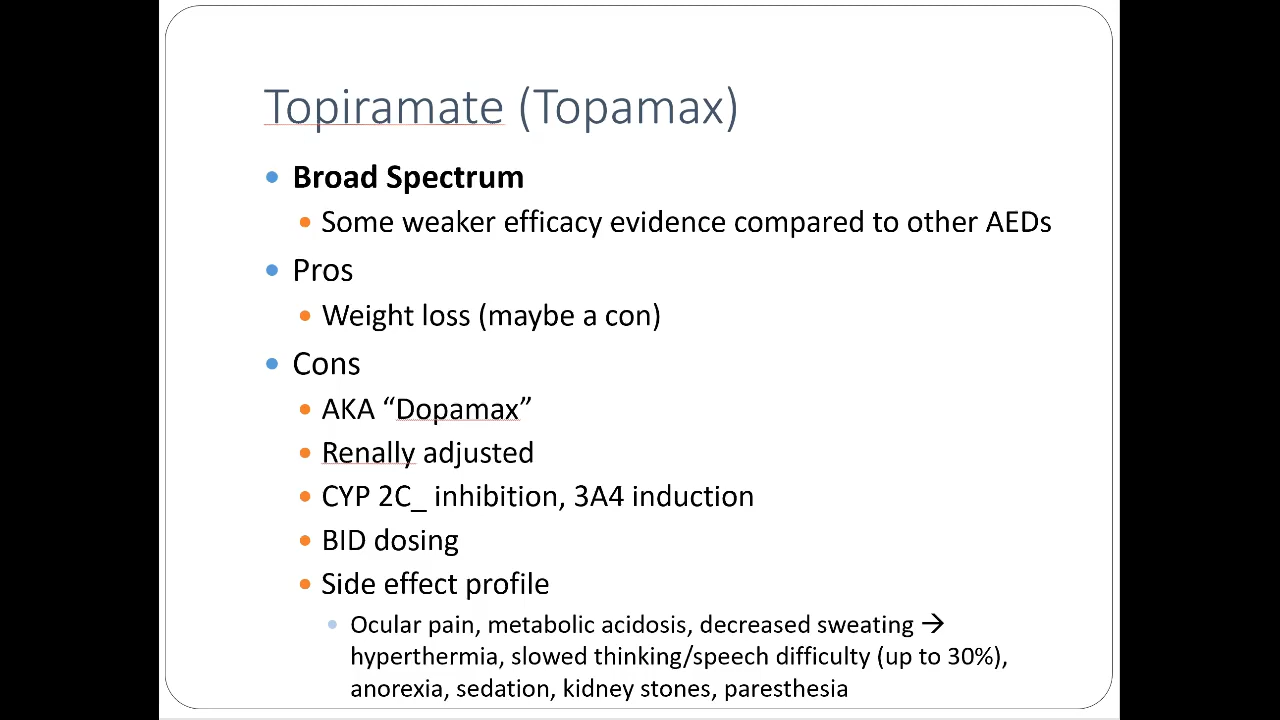 Topiramate (Topamax)
• Broad Spectrum
• Some weaker efficacy evidence compared to other AEDs
• Pros
• Weight loss (maybe a con)
• Cons
• AKA “Dopamax”
• Renally adjusted
• CYP 2C_ inhibition, 3A4 induction
• BID dosing
• Side effect profile
• Ocular pain, metabolic acidosis, decreased sweating →
hyperthermia, slowed thinking/speech difficulty (up to 30%),
anorexia, sedation, kidney stones, paresthesia